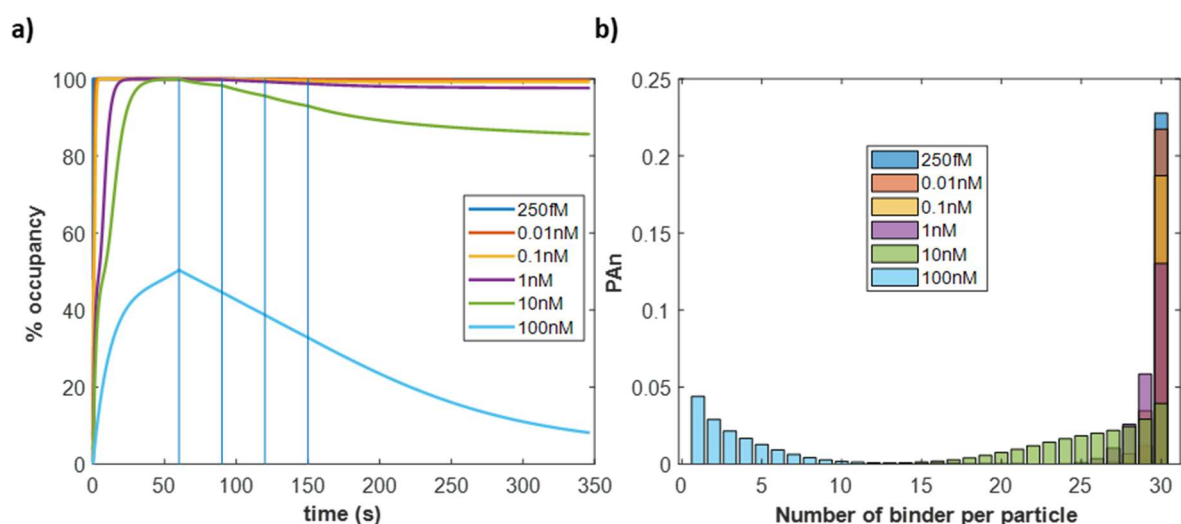 a)
% occupancy
100
80
60
40
20
0
0 50 100 150 200 250 300 350
time (s)
250fM
0.01nM
0.1nM
1nM
10nM
100nM
b)
PAn
0.25
0.2
0.15
0.1
0.05
0
0 5 10 15 20 25 30
Number of binder per particle
250fM
0.01nM
0.1nM
1nM
10nM
100nM